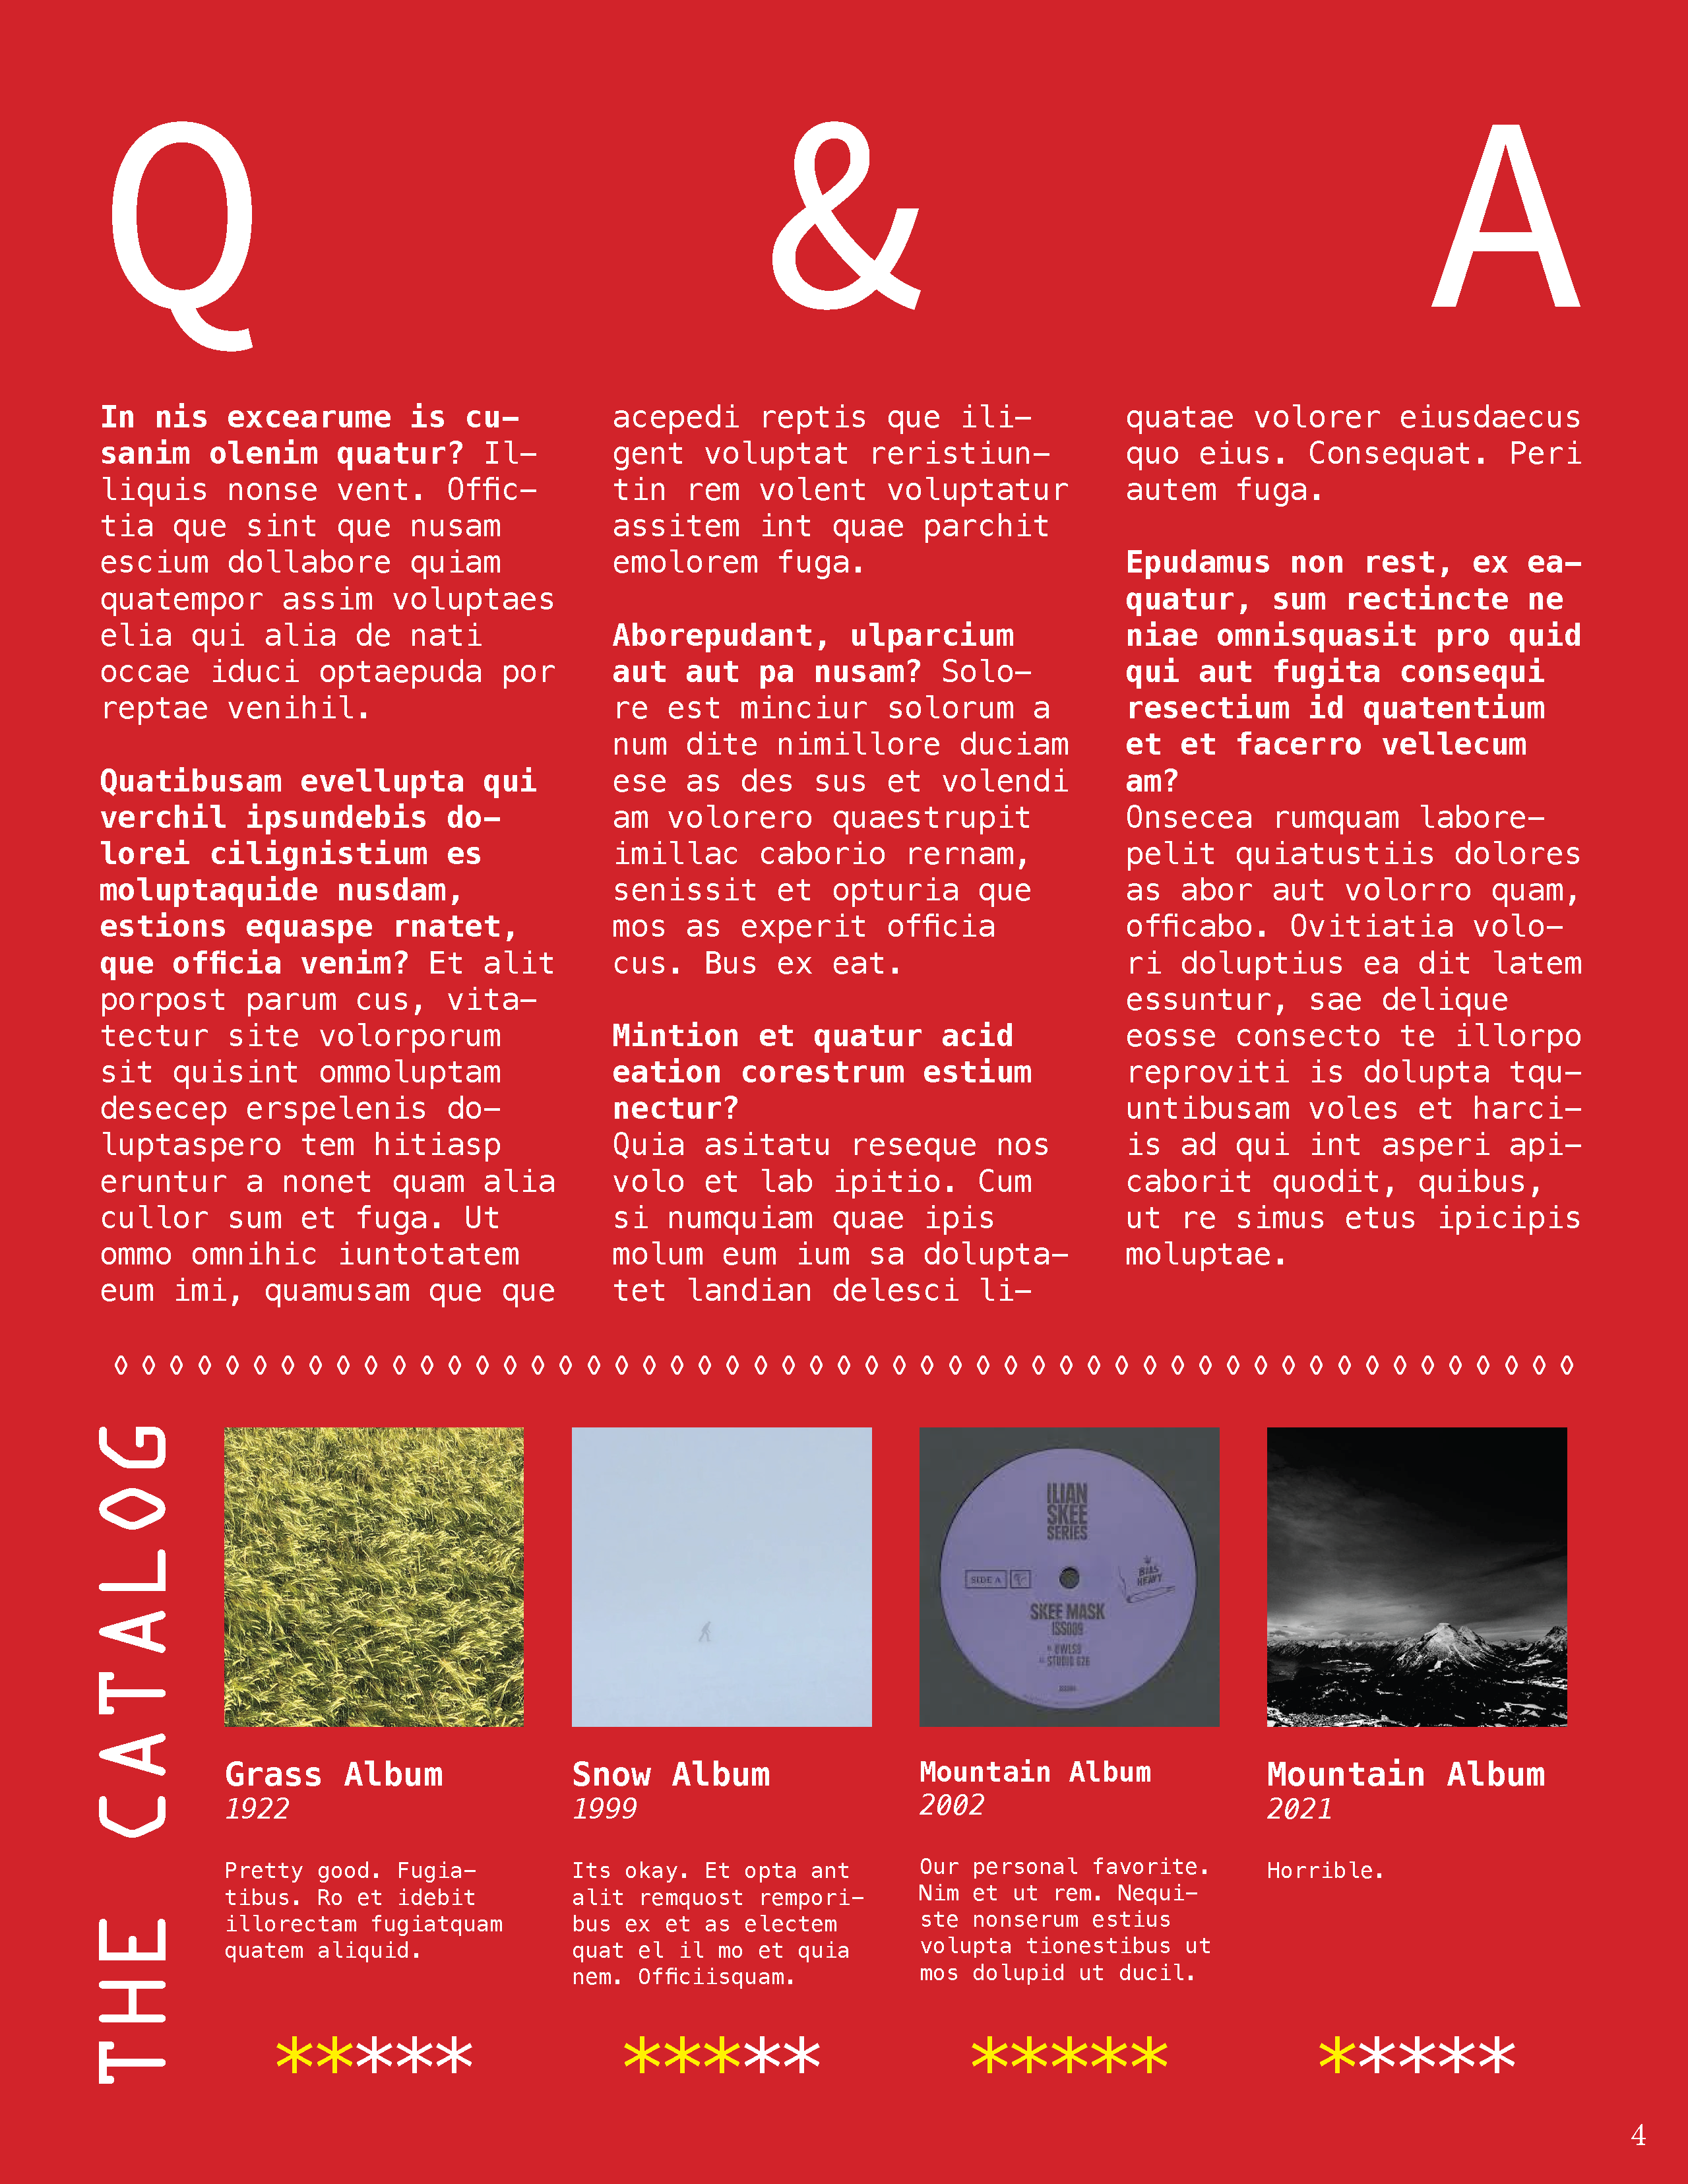 Q & A
In nis excearume is cu-
sanim olenim quatur? Il-
liquis nonse vent. Offic-
tia que sint que nusam
escium dollabore quiam
quatempor assim voluptaes
elia qui alia de nati
occae iduci optaepuda por
reptae venihil.
Quatibusam evellupta qui
verchil ipsundebis do-
lorei cilignistium es
moluptaquide nusdam,
estions equaspe rnatet,
que officia venim? Et alit
porpost parum cus, vita-
tectur site volorporum
sit quisint ommoluptam
desecep erspelenis do-
luptaspero tem hitiasp
eruntur a nonet quam alia
cullor sum et fuga. Ut
ommo omnihic iuntotatem
eum imi, quamusam que que
acepedi reptis que ili-
gent voluptat reristiun-
tin rem volent voluptatur
assitem int quae parchit
emolorem fuga.
Aborepudant, ulparcium
aut aut pa nusam? Solo-
re est minciur solorum a
num dite nimillore duciam
ese as des sus et volendi
am volorero quaestrupit
imillac caborio rernam,
senissit et opturia que
mos as experit officia
cus. Bus ex eat.
Mintion et quatur acid
eation corestrum estium
nectur?
Quia asitatu reseque nos
volo et lab ipitio. Cum
si numquiam quae ipis
molum eum ium sa dolupta-
tet landian delesci li-
quatae volorer eiusdaecus
quo eius. Consequat. Peri
autem fuga.
Epudamus non rest, ex ea-
quatur, sum rectincte ne
niae omnisquasit pro quid
qui aut fugita consequi
resectium id quatentium
et et facerro vellecum
am?
Onsecea rumquam labore-
pelit quiatustiis dolores
as abor aut volorro quam,
officabo. Ovitiatia volo-
ri doluptius ea dit latem
essuntur, sae delique
eosse consecto te illorpo
reproviti is dolupta tqu-
untibusam voles et harci-
is ad qui int asperi api-
caborit quodit, quibus,
ut re simus etus ipicipis
moluptae.
THE CATALOG
ILIAN
SKEE
SERIES
SIDE A
BIAS
HEAVY
SKEE MASK
ISS009
STUDIO 626
Grass Album
1922
Pretty good. Fugia-
tibus. Ro et idebit
illorectam fugiatquam
quatem aliquid.
*****
Snow Album
1999
Its okay. Et opta ant
alit remquost rempori-
bus ex et as electem
quat el il mo et quia
nem. Officiisquam.
*****
Mountain Album
2002
Our personal favorite.
Nim et ut rem. Nequi-
ste nonserum estius
volupta tionestibus ut
mos dolupid ut ducil.
*****
Mountain Album
2021
Horrible.
*****
4